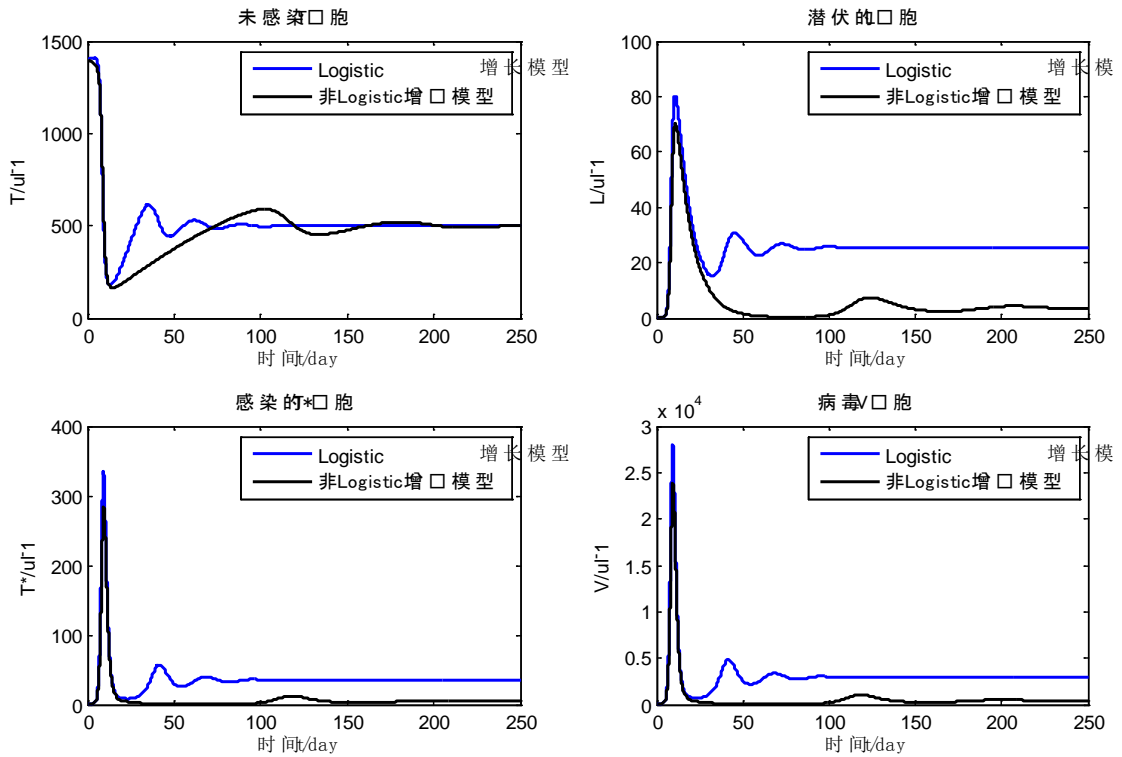 未感染T□胞
1500
1000
500
0
T/ul-1
0 50 100 150 200 250
时间t/day
Logistic 增长模型
非Logistic增□模型
潜伏的L□胞
100
80
60
40
20
0
L/ul-1
0 50 100 150 200 250
时间t/day
Logistic 增长模
非Logistic增□模型
感染的T*□胞
400
300
200
100
0
T*/ul-1
0 50 100 150 200 250
时间t/day
Logistic 增长模型
非Logistic增□模型
病毒V□胞
x 10^4
3
2.5
2
1.5
1
0.5
0
V/ul-1
0 50 100 150 200 250
时间t/day
Logistic 增长模
非Logistic增□模型